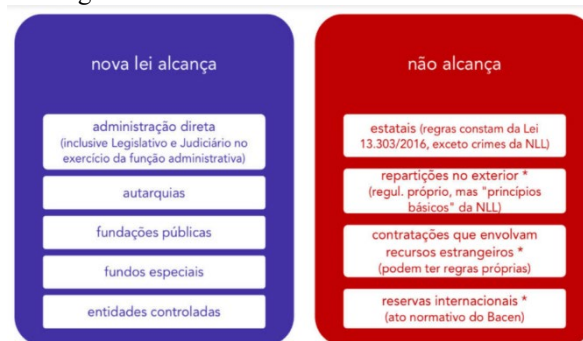 nova lei alcança
administração direta
(inclusive Legislativo e Judiciário no
exercício da função administrativa)
autarquias
fundações públicas
fundos especiais
entidades controladas
não alcança
estatais (regras constam da Lei
13.303/2016, exceto crimes da NLL)
repartições no exterior *
(regul. próprio, mas "princípios
básicos" da NLL)
contratações que envolvam
recursos estrangeiros *
(podem ter regras próprias)
reservas internacionais *
(ato normativo do Bacen)